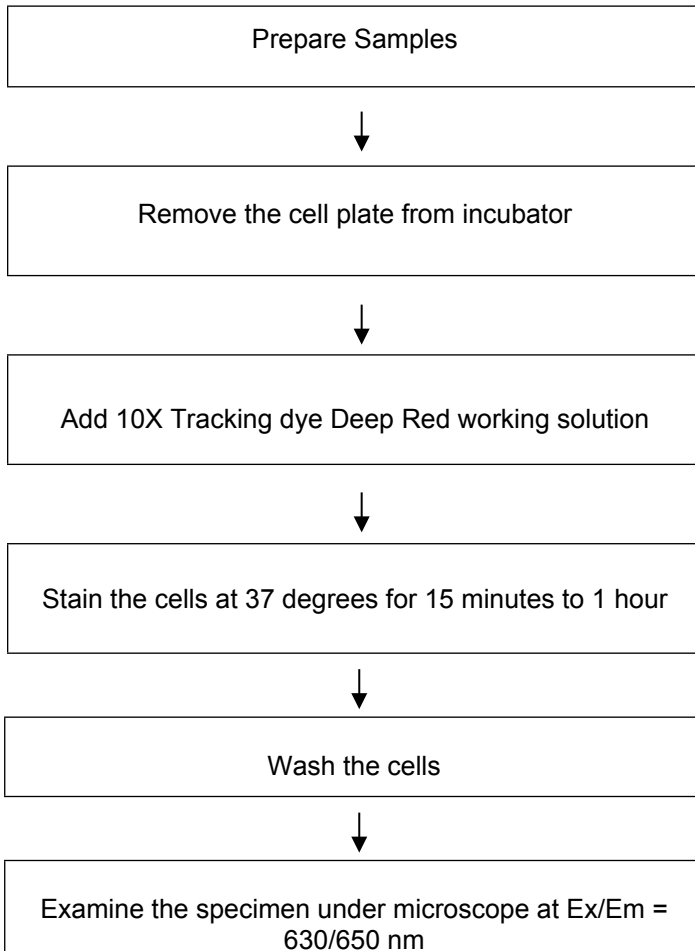 Prepare Samples
Remove the cell plate from incubator
Add 10X Tracking dye Deep Red working solution
Stain the cells at 37 degrees for 15 minutes to 1 hour
Wash the cells
Examine the specimen under microscope at Ex/Em =
630/650 nm